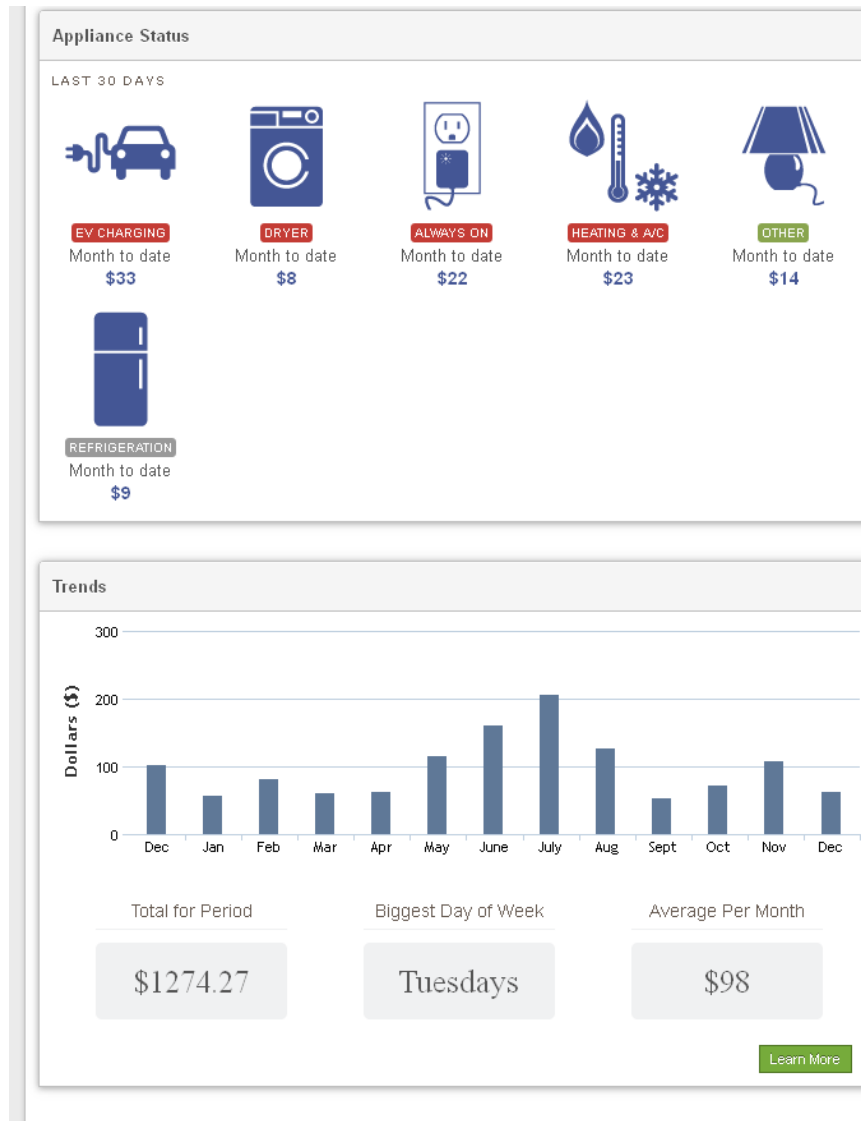 Appliance Status
LAST 30 DAYS
EV CHARGING
Month to date
$33
DRYER
Month to date
$8
ALWAYS ON
Month to date
$22
HEATING & A/C
Month to date
$23
OTHER
Month to date
$14
REFRIGERATION
Month to date
$9
Trends
Dollars ($)
300
200
100
0
Dec Jan Feb Mar Apr May June July Aug Sept Oct Nov Dec
Total for Period
$1274.27
Biggest Day of Week
Tuesdays
Average Per Month
$98
Learn More